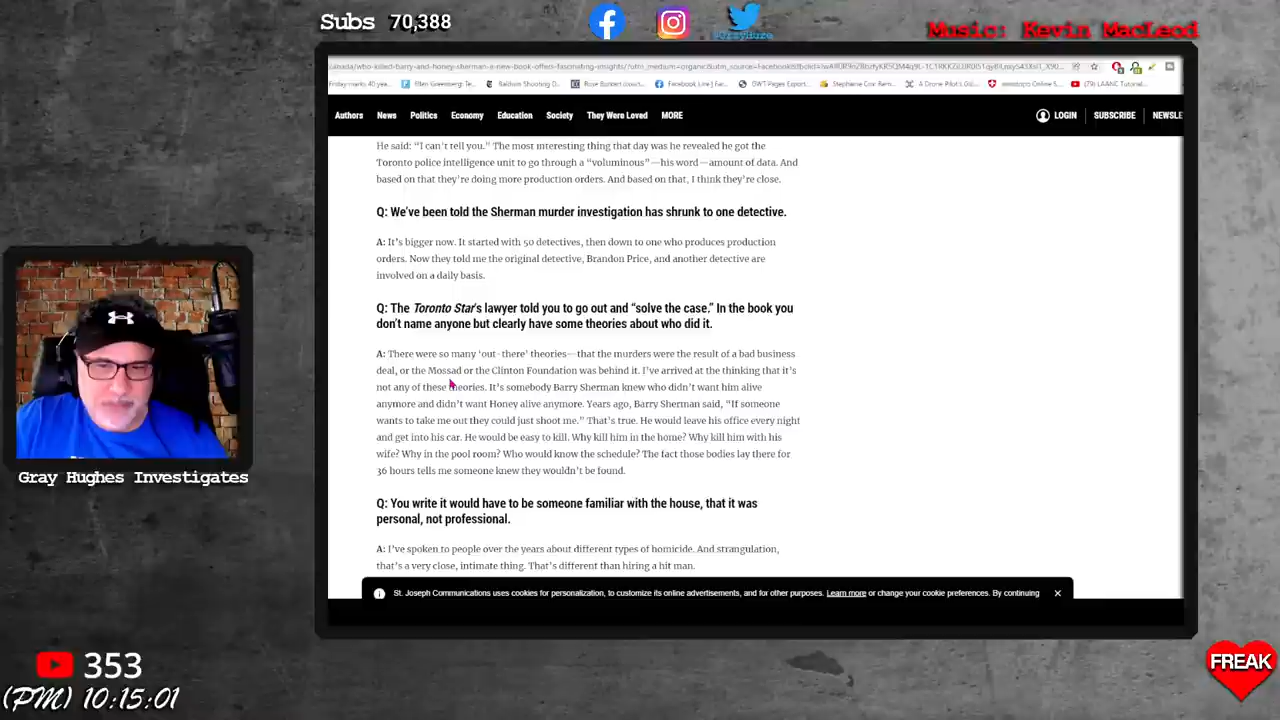 Subs 70,388
Music: Kevin MacLeod
Authors News Politics Economy Education Society They Were Loved MORE LOGIN SUBSCRIBE NEWSLE
He said: “I can’t tell you.” The most interesting thing that day was he revealed he got the
Toronto police intelligence unit to go through a “voluminous”—his word—amount of data. And
based on that they’re doing more production orders. And based on that, I think they’re close.
Q: We’ve been told the Sherman murder investigation has shrunk to one detective.
A: It’s bigger now. It started with 50 detectives, then down to one who produces production
orders. Now they told me the original detective, Brandon Price, and another detective are
involved on a daily basis.
Q: The Toronto Star’s lawyer told you to go out and “solve the case.” In the book you
don’t name anyone but clearly have some theories about who did it.
A: There were so many ‘out-there’ theories—that the murders were the result of a bad business
deal, or the Mossad or the Clinton Foundation was behind it. I’ve arrived at the thinking that it’s
not any of these theories. It’s somebody Barry Sherman knew who didn’t want him alive
anymore and didn’t want Honey alive anymore. Years ago, Barry Sherman said, “If someone
wants to take me out they could just shoot me.” That’s true. He would leave his office every night
and get into his car. He would be easy to kill. Why kill him in the home? Why kill him with his
wife? Why in the pool room? Who would know the schedule? The fact those bodies lay there for
36 hours tells me someone knew they wouldn’t be found.
Q: You write it would have to be someone familiar with the house, that it was
personal, not professional.
A: I’ve spoken to people over the years about different types of homicide. And strangulation,
that’s a very close, intimate thing. That’s different than hiring a hit man.
St. Joseph Communications uses cookies for personalization, to customize its online advertisements, and for other purposes. Learn more or change your cookie preferences. By continuing
Gray Hughes Investigates
353
(PM) 10:15:01
FREAK